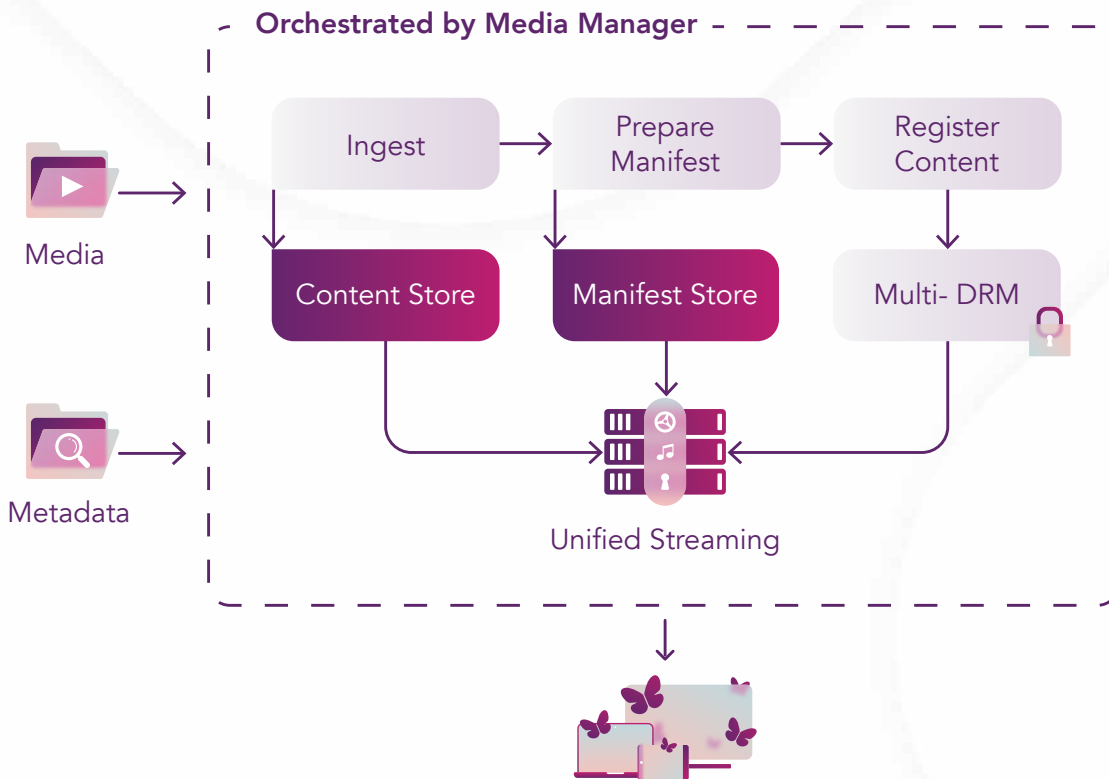 Orchestrated by Media Manager
Ingest
Prepare
Manifest
Register
Content
Media
Content Store
Manifest Store
Multi- DRM
Metadata
Unified Streaming